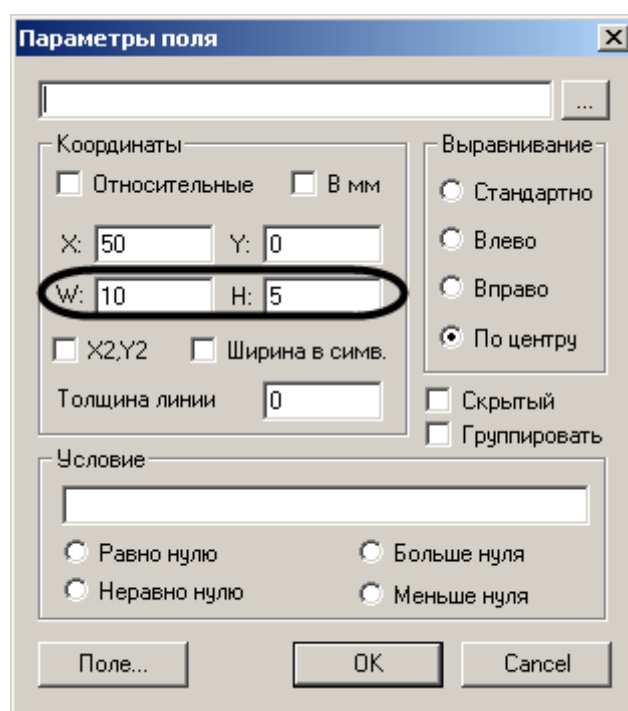 Параметры поля
...
Координаты
Выравнивание
Относительные В мм
Стандартно
X: 50 Y: 0
Влево
W: 10 H: 5
Вправо
X2,Y2 Ширина в симв.
По центру
Толщина линии 0
Скрытый
Группировать
Условие
Равно нулю Больше нуля
Неравно нулю Меньше нуля
Поле... OK Cancel